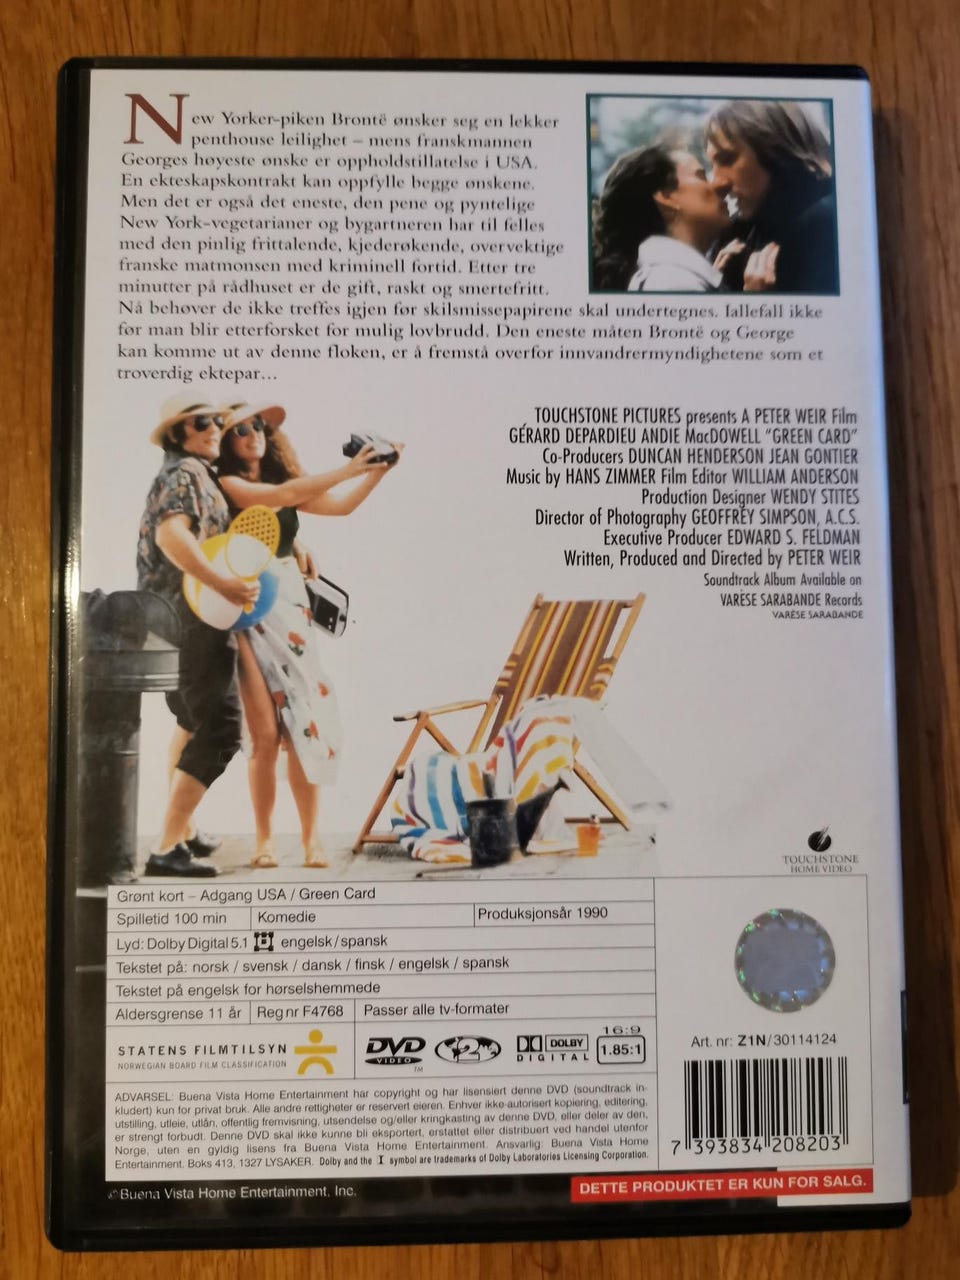 New Yorker-piken Brontë ønsker seg en lekker
penthouse leilighet – mens franskmannen
Georges høyeste ønske er oppholdstillatelse i USA.
En ekteskapskontrakt kan oppfylle begge ønskene.
Men det er også det eneste, den pene og pyntelige
New York-vegetarianer og bygartneren har til felles
med den pinlig frittalende, kjederøkende, overvektige
franske matmonsen med kriminell fortid. Etter tre
minutter på rådhuset er de gift, raskt og smertefritt.
Nå behøver de ikke treffes igjen før skilsmissepapirene skal undertegnes. Iallefall ikke
før man blir etterforsket for mulig lovbrudd. Den eneste måten Brontë og George
kan komme ut av denne floken, er å fremstå overfor innvandrermyndighetene som et
troverdig ektepar...
TOUCHSTONE PICTURES presents A PETER WEIR Film
GÉRARD DEPARDIEU ANDIE MacDOWELL "GREEN CARD"
Co-Producers DUNCAN HENDERSON JEAN GONTIER
Music by HANS ZIMMER Film Editor WILLIAM ANDERSON
Production Designer WENDY STITES
Director of Photography GEOFFREY SIMPSON, A.C.S.
Executive Producer EDWARD S. FELDMAN
Written, Produced and Directed by PETER WEIR
Soundtrack Album Available on
VARÈSE SARABANDE Records
VARÈSE SARABANDE
TOUCHSTONE
HOME VIDEO
Grønt kort – Adgang USA / Green Card
Spilletid 100 min Komedie Produksjonsår 1990
Lyd: Dolby Digital 5.1 engelsk/spansk
Tekstet på: norsk / svensk / dansk / finsk / engelsk / spansk
Tekstet på engelsk for hørselshemmede
Aldersgrense 11 år Reg nr F4768 Passer alle tv-formater
STATENS FILMTILSYN
NORWEGIAN BOARD FILM CLASSIFICATION
DVD VIDEO TM
2
DOLBY DIGITAL
16:9
1.85:1
ADVARSEL: Buena Vista Home Entertainment har copyright og har lisensiert denne DVD (soundtrack in-
kludert) kun for privat bruk. Alle andre rettigheter er reservert eieren. Enhver ikke-autorisert kopiering, editering,
utstilling, utleie, utlån, offentlig fremvisning, utsendelse og/eller kringkasting av denne DVD, eller deler av den,
er strengt forbudt. Denne DVD skal ikke kunne bli eksportert, erstattet eller distribuert ved handel utenfor
Norge, uten en gyldig lisens fra Buena Vista Home Entertainment. Ansvarlig: Buena Vista Home
Entertainment. Boks 413, 1327 LYSAKER. Dolby and the symbol are trademarks of Dolby Laboratories Licensing Corporation.
Art. nr: Z1N/30114124
7 393834 208203
© Buena Vista Home Entertainment, Inc.
DETTE PRODUKTET ER KUN FOR SALG.